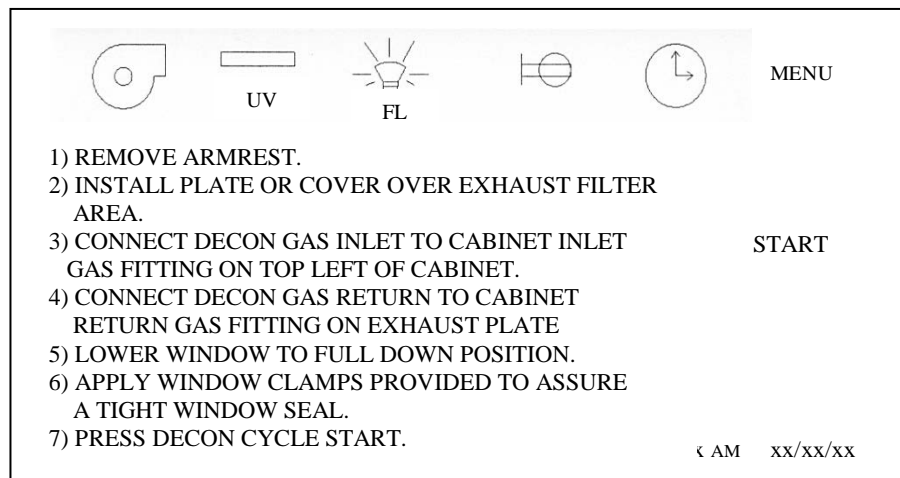 MENU
UV
FL
1) REMOVE ARMREST.
2) INSTALL PLATE OR COVER OVER EXHAUST FILTER
AREA.
3) CONNECT DECON GAS INLET TO CABINET INLET
GAS FITTING ON TOP LEFT OF CABINET.
START
4) CONNECT DECON GAS RETURN TO CABINET
RETURN GAS FITTING ON EXHAUST PLATE
5) LOWER WINDOW TO FULL DOWN POSITION.
6) APPLY WINDOW CLAMPS PROVIDED TO ASSURE
A TIGHT WINDOW SEAL.
7) PRESS DECON CYCLE START.
AM xx/xx/xx